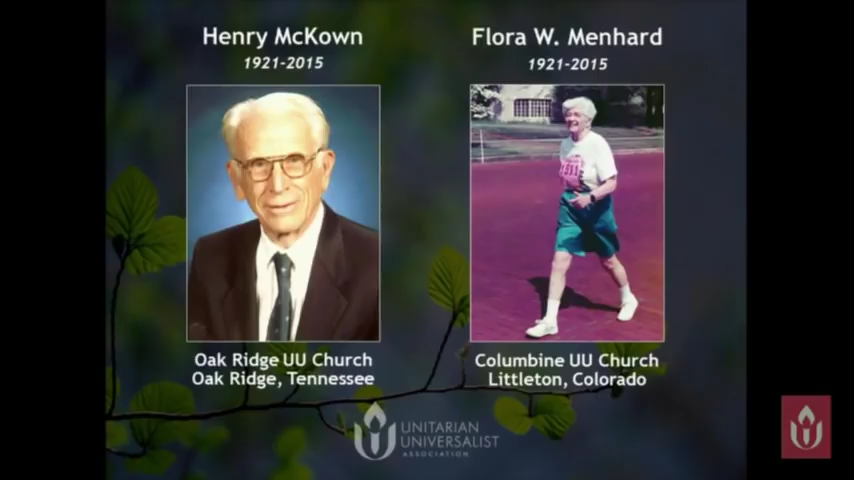 Henry McKown
1921-2015
Oak Ridge UU Church
Oak Ridge, Tennessee
Flora W. Menhard
1921-2015
1911
Columbine UU Church
Littleton, Colorado
UNITARIAN
UNIVERSALIST
ASSOCIATION